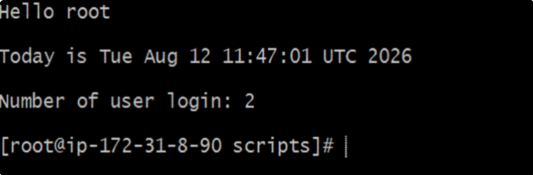 Hello root
Today is Tue Aug 12 11:47:01 UTC 2026
Number of user login: 2
[root@ip-172-31-8-90 scripts]#